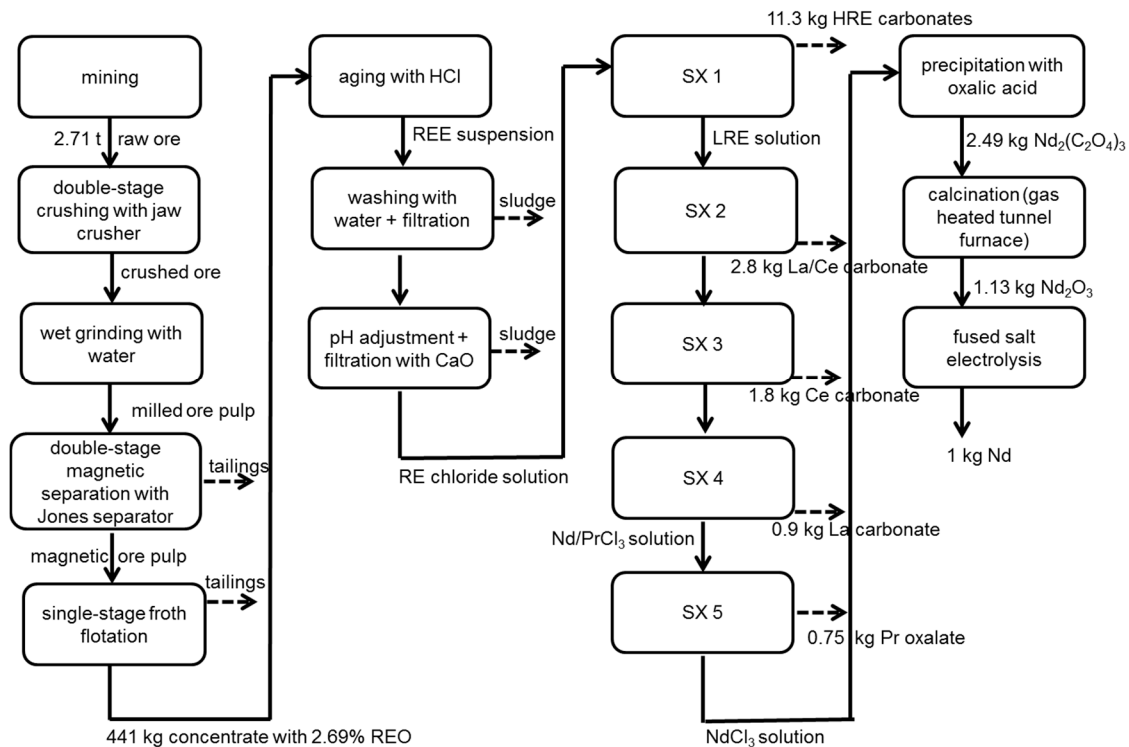 mining
2.71 t raw ore
double-stage
crushing with jaw
crusher
crushed ore
wet grinding with
water
milled ore pulp
double-stage
magnetic
separation with
Jones separator
tailings
magnetic ore pulp
single-stage froth
flotation
tailings
441 kg concentrate with 2.69% REO
aging with HCl
REE suspension
washing with
water + filtration
sludge
pH adjustment +
filtration with CaO
sludge
RE chloride solution
SX 1
11.3 kg HRE carbonates
LRE solution
SX 2
2.8 kg La/Ce carbonate
SX 3
1.8 kg Ce carbonate
SX 4
0.9 kg La carbonate
Nd/PrCl₃ solution
SX 5
0.75 kg Pr oxalate
NdCl₃ solution
precipitation with
oxalic acid
2.49 kg Nd₂(C₂O₄)₃
calcination (gas
heated tunnel
furnace)
1.13 kg Nd₂O₃
fused salt
electrolysis
1 kg Nd